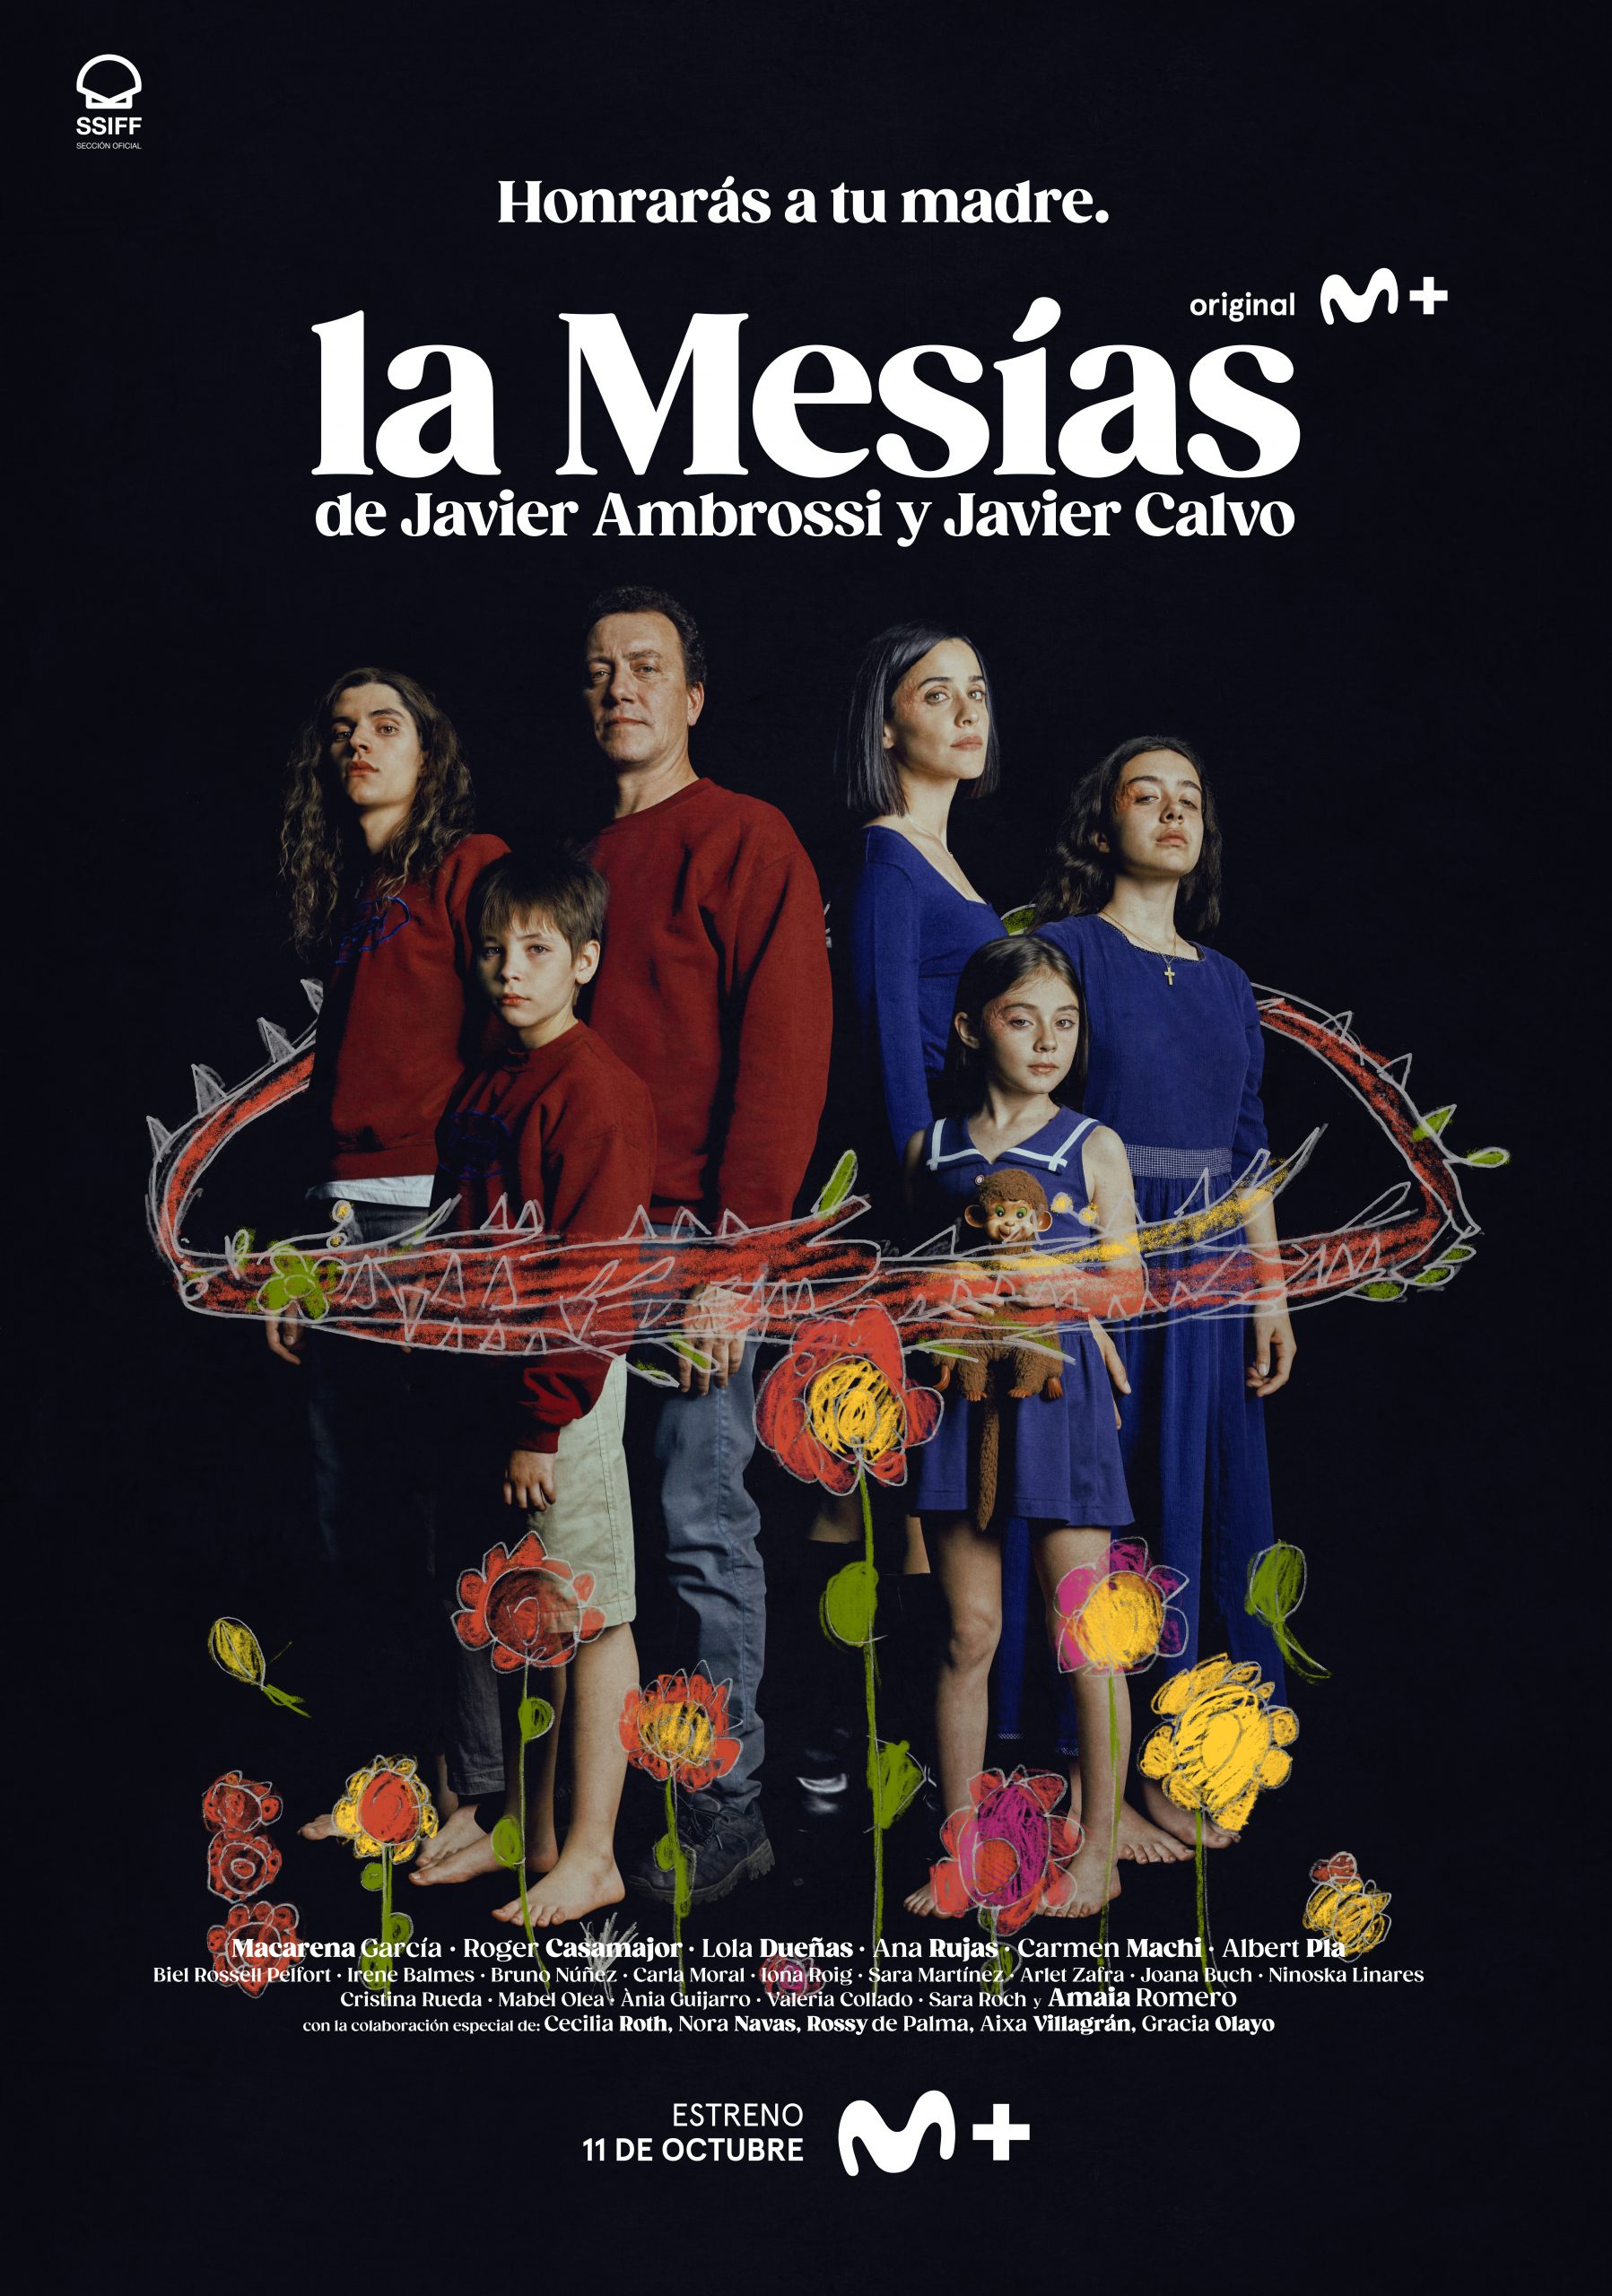 SSIFF
SECCIÓN OFICIAL
Honrarás a tu madre.
original M+
la Mesías
de Javier Ambrossi y Javier Calvo
Macarena García · Roger Casamajor · Lola Dueñas · Ana Rujas · Carmen Machi · Albert Pla
Biel Rossell Pelfort · Irene Balmes · Bruno Núñez · Carla Moral · Iona Roig · Sara Martínez · Arlet Zafra · Joana Buch · Ninoska Linares
Cristina Rueda · Mabel Olea · Ània Guijarro · Valeria Collado · Sara Roch y Amaia Romero
con la colaboración especial de: Cecilia Roth, Nora Navas, Rossy de Palma, Aixa Villagrán, Gracia Olayo
ESTRENO
11 DE OCTUBRE
M+